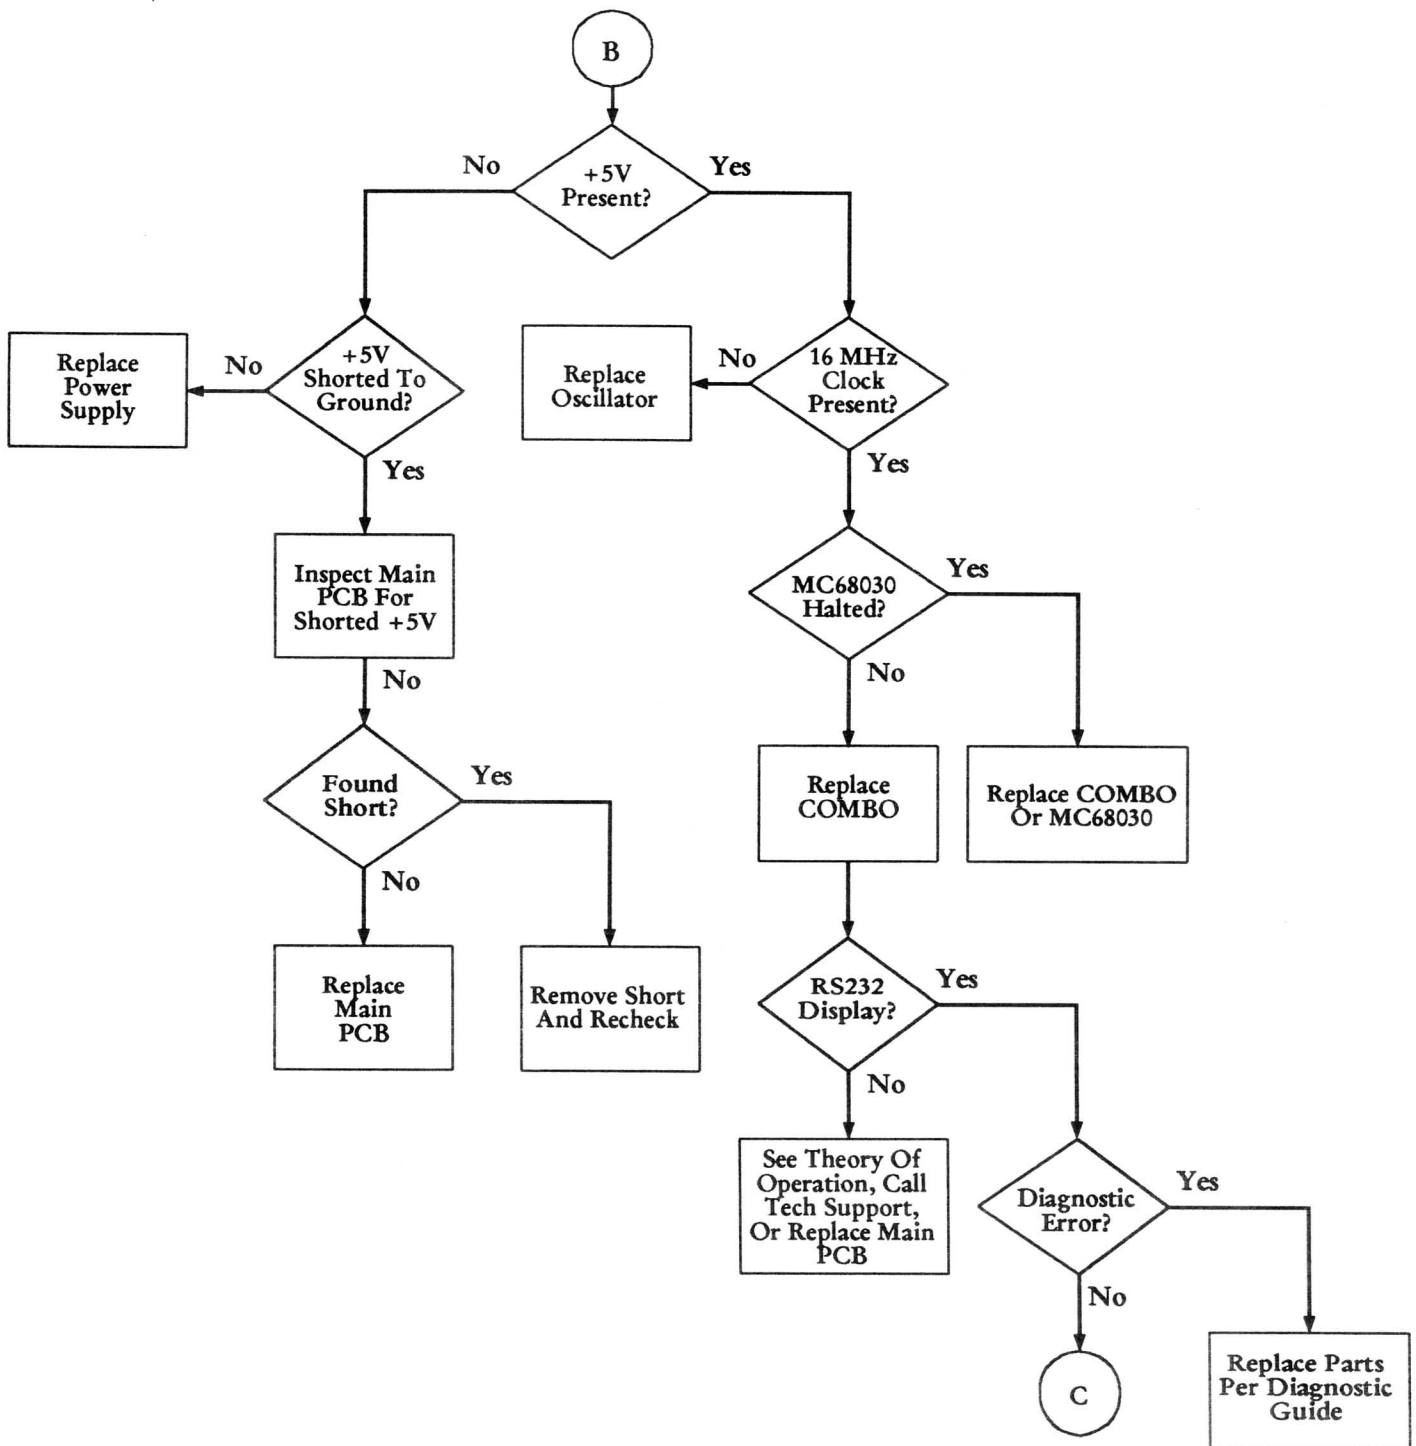 B
No
Yes
+5V
Present?
Replace
Power
Supply
No
+5V
Shorted To
Ground?
Yes
Replace
Oscillator
No
16 MHz
Clock
Present?
Yes
Inspect Main
PCB For
Shorted +5V
No
MC68030
Halted?
Yes
No
Found
Short?
Yes
No
Replace
COMBO
Replace COMBO
Or MC68030
Replace
Main
PCB
Remove Short
And Recheck
RS232
Display?
Yes
No
See Theory Of
Operation, Call
Tech Support,
Or Replace Main
PCB
Diagnostic
Error?
Yes
No
C
Replace Parts
Per Diagnostic
Guide